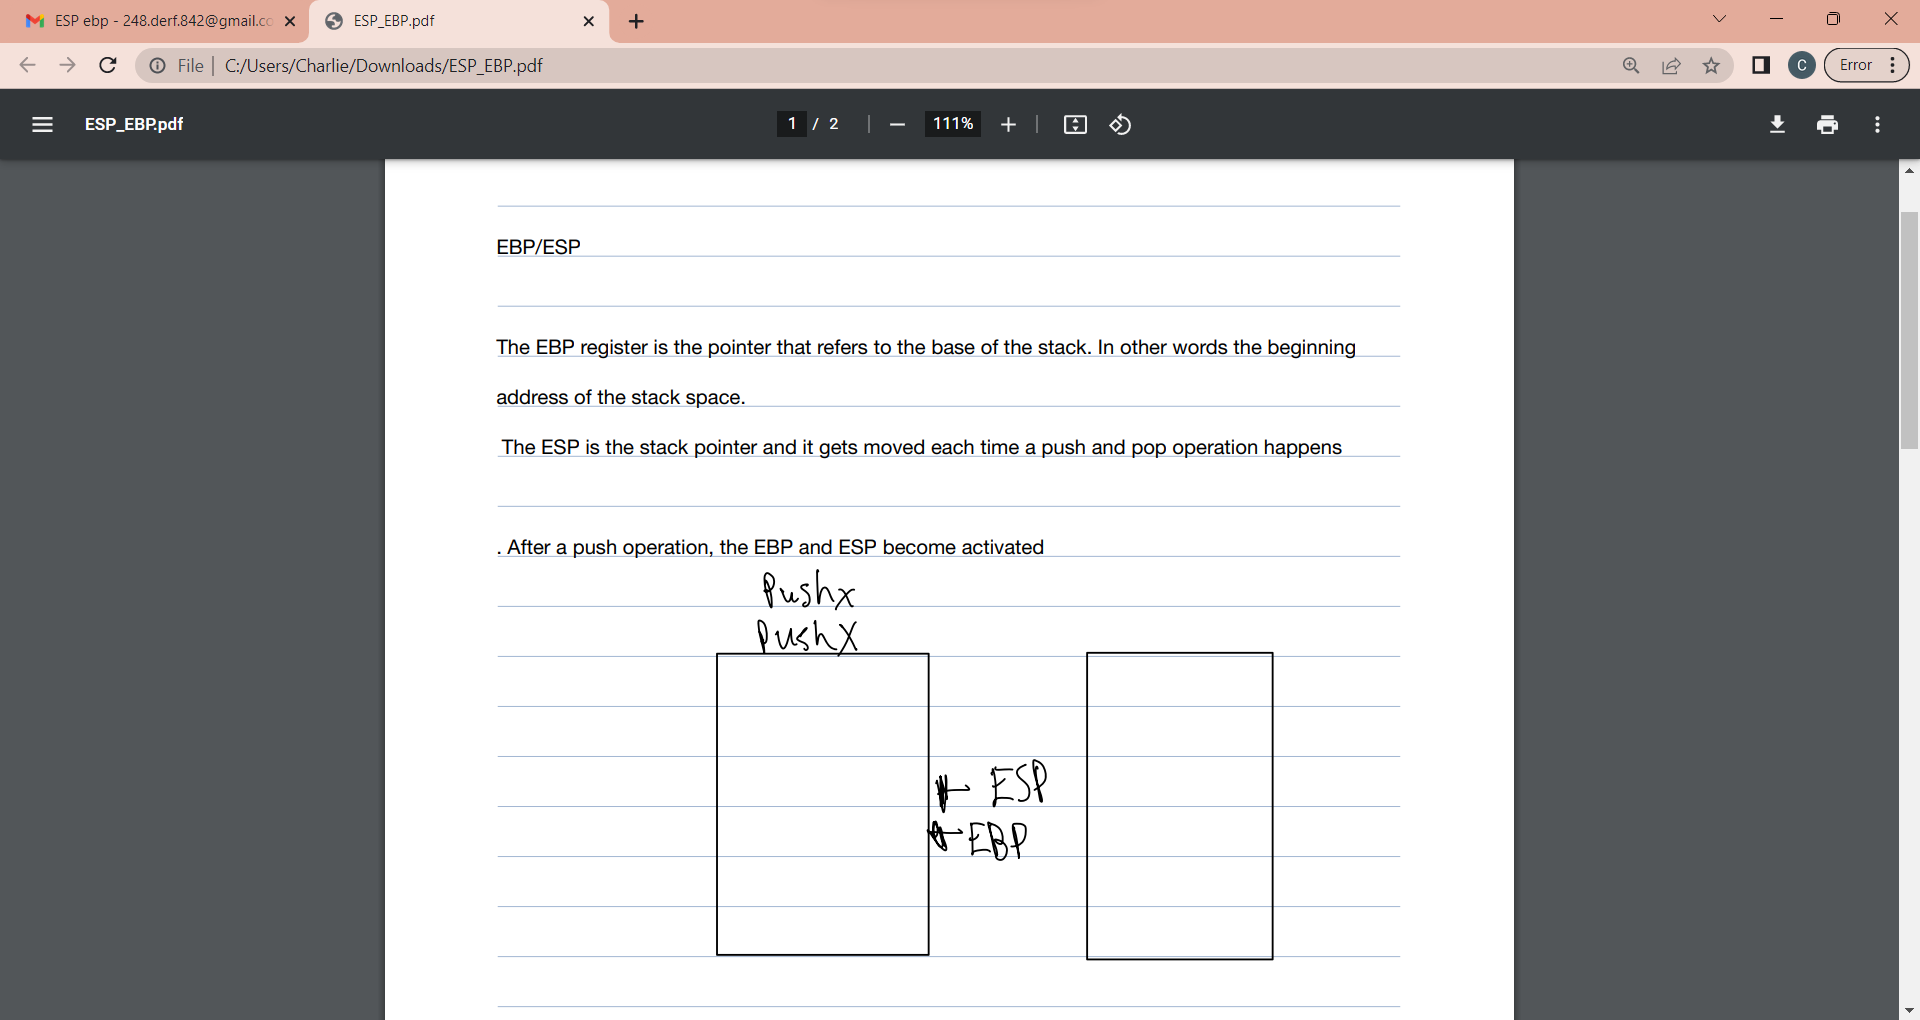 ESP ebp - 248.derf.842@gmail.co
ESP_EBP.pdf
File | C:/Users/Charlie/Downloads/ESP_EBP.pdf
C
Error
ESP_EBP.pdf
1 / 2
111%
EBP/ESP
The EBP register is the pointer that refers to the base of the stack. In other words the beginning
address of the stack space.
The ESP is the stack pointer and it gets moved each time a push and pop operation happens
. After a push operation, the EBP and ESP become activated
Pushx
PushX
ESP
EBP